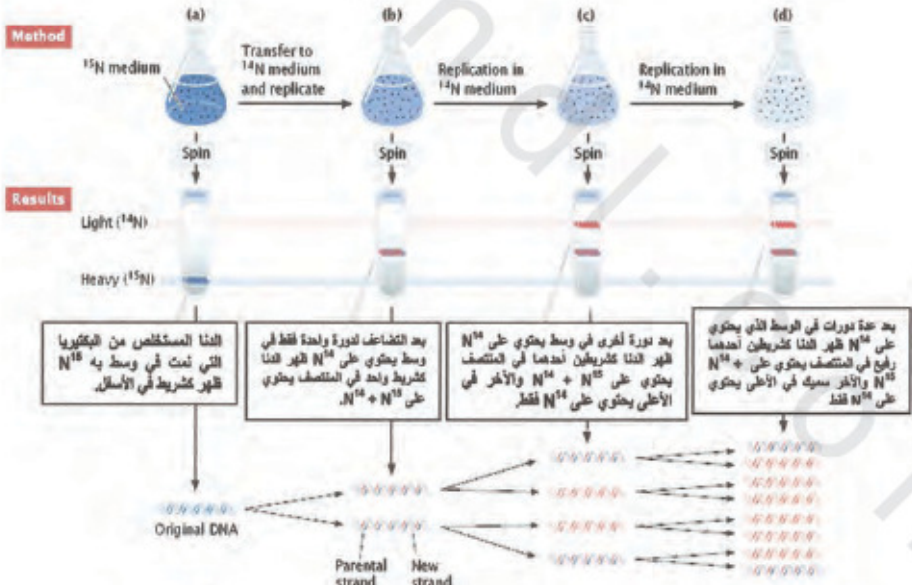 (a)
(b)
(c)
(d)
Method
¹⁵N medium
Transfer to
¹⁴N medium
and replicate
Replication in
¹⁴N medium
Replication in
¹⁴N medium
Spin
Spin
Spin
Spin
Results
Light (¹⁴N)
Heavy (¹⁵N)
الدنا المستخلص من البكتيريا
التي نمت في وسط به N¹⁵
ظهر كشريط في الأسفل.
بعد التضاعف لدورة واحدة فقط في
وسط يحتوي على N¹⁴ ظهر الدنا
كشريط واحد في المنتصف يحتوي
على N¹⁴ + N¹⁵.
بعد دورة أخرى في وسط يحتوي على N¹⁴
ظهر الدنا كشريطين أحدهما في المنتصف
يحتوي على N¹⁴ + N¹⁵ والآخر في
الأعلى يحتوي على N¹⁴ فقط.
بعد عدة دورات في الوسط الذي يحتوي
على N¹⁴ ظهر الدنا كشريطين أحدهما
رفيع في المنتصف يحتوي على N¹⁴ +
N¹⁵ والآخر سميك في الأعلى يحتوي
على N¹⁴ فقط
Original DNA
Parental
strand
New
strand